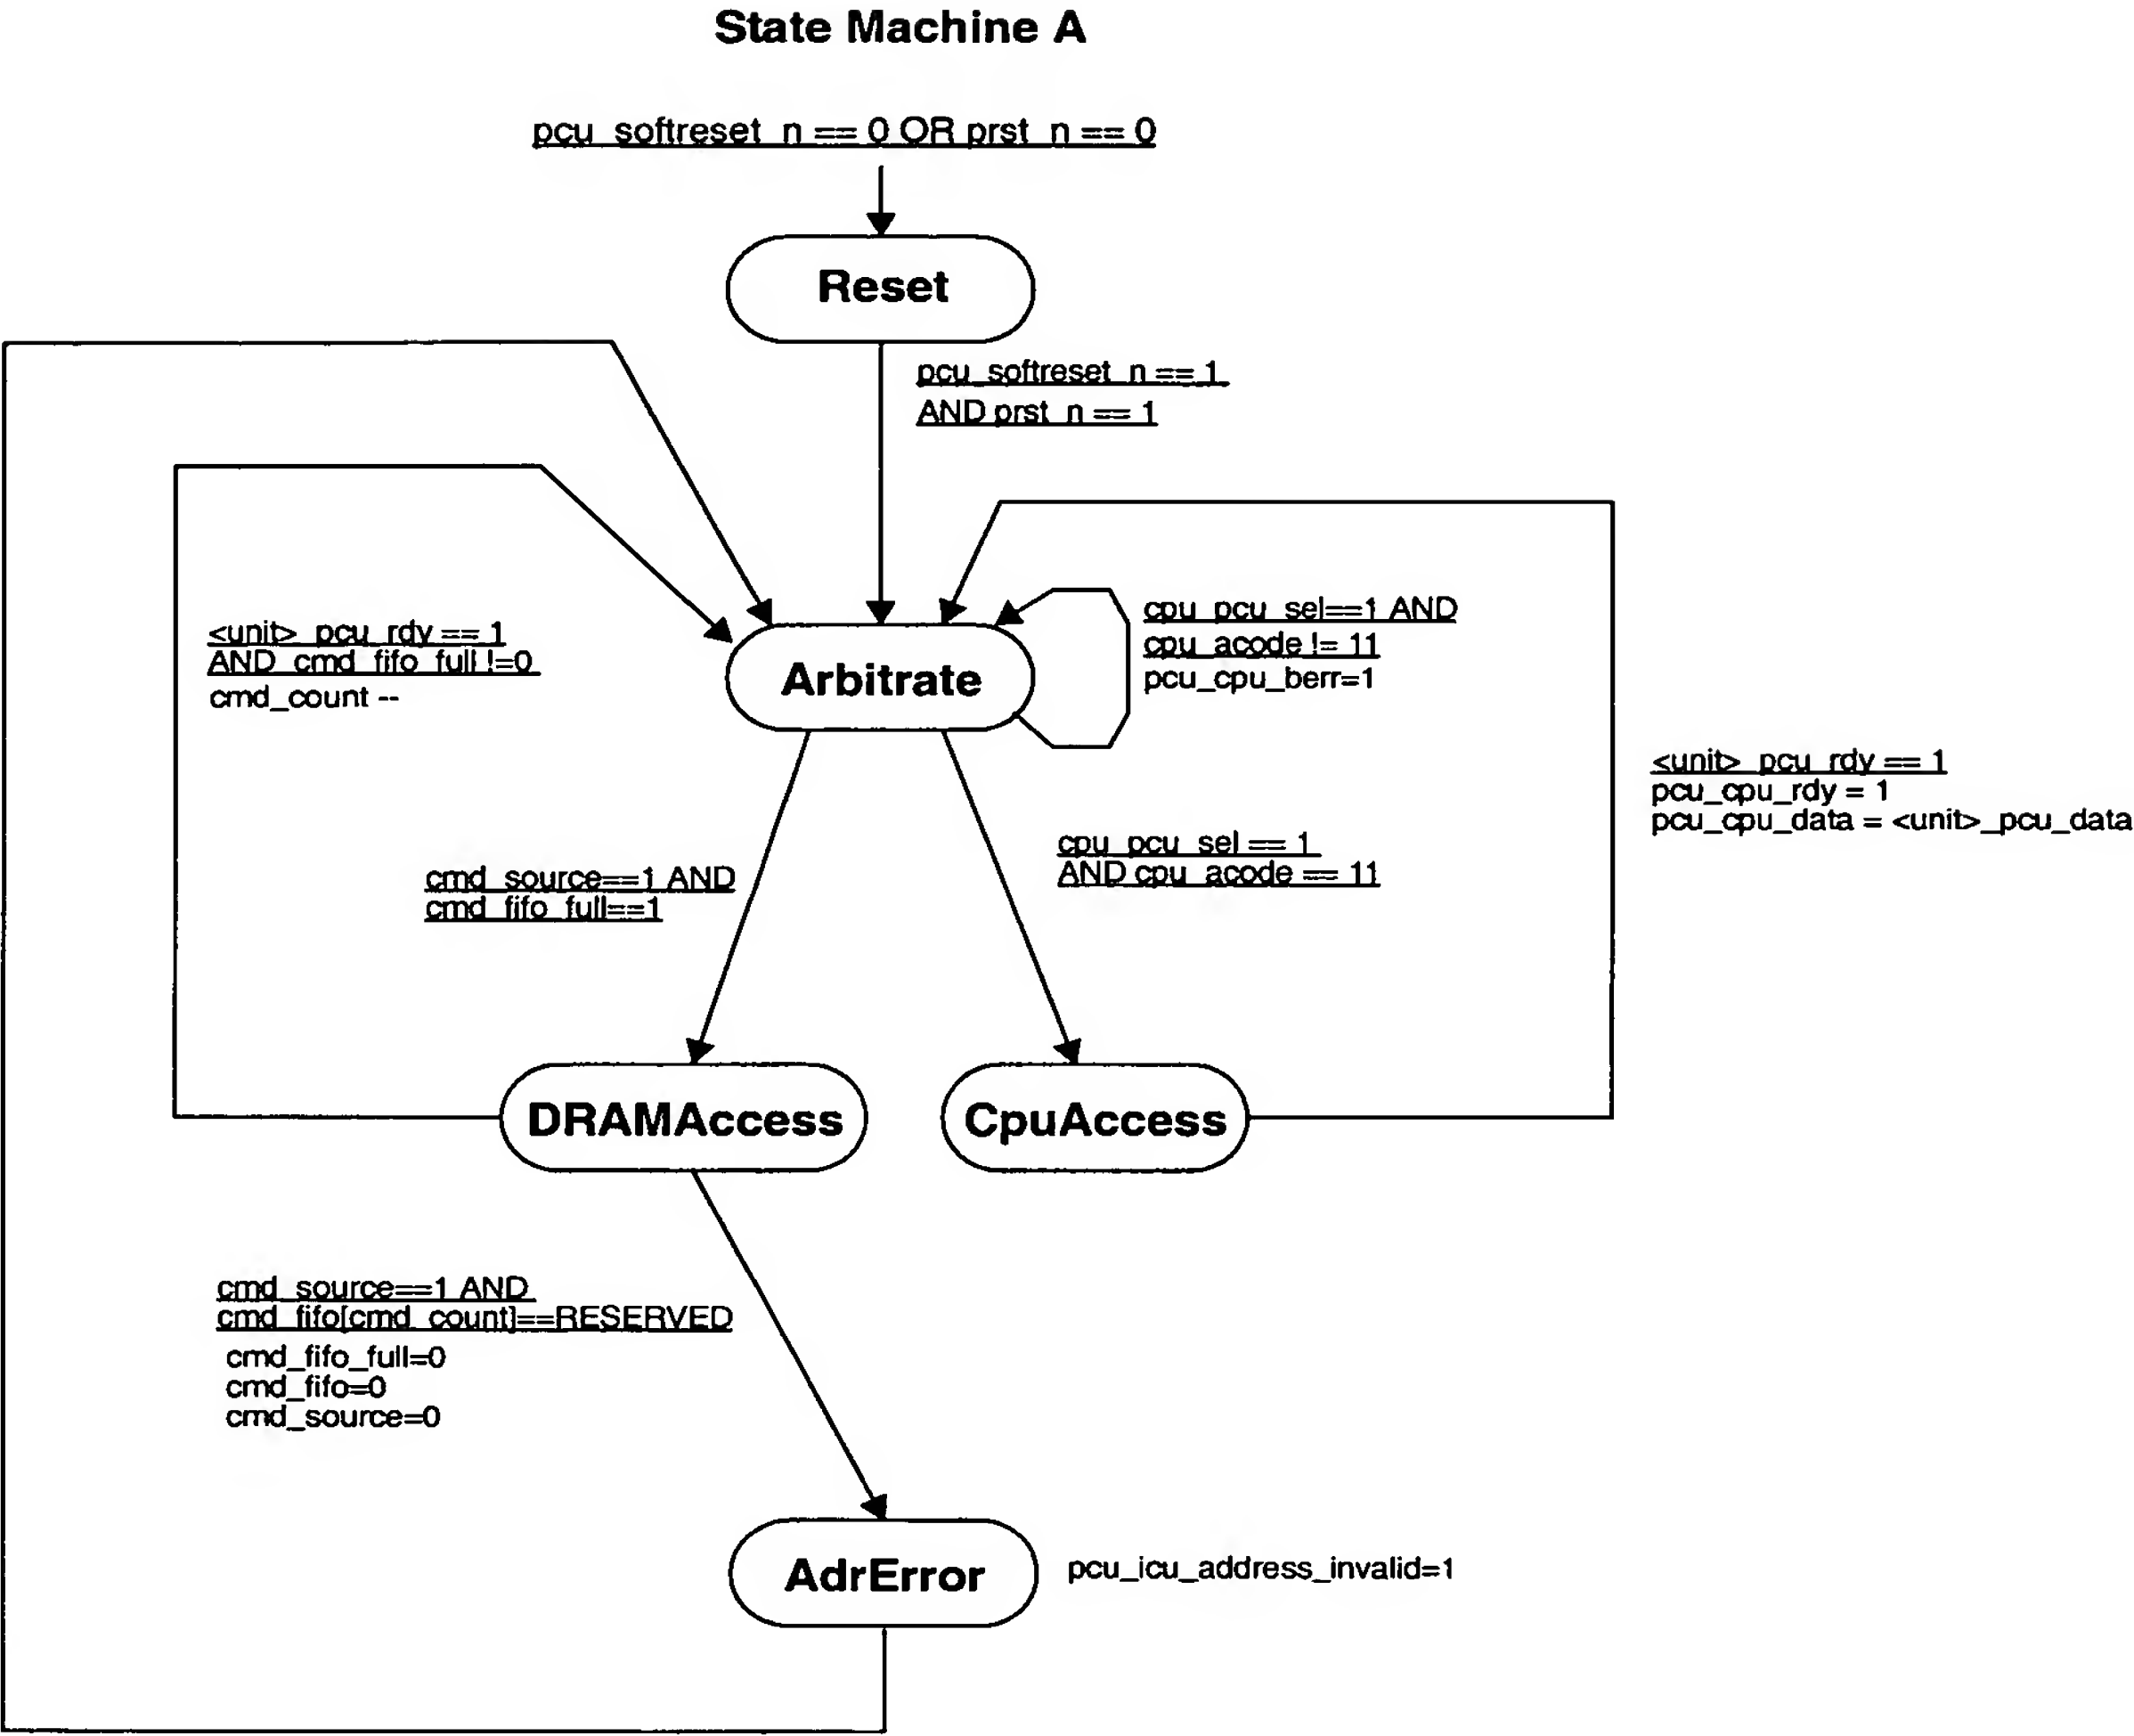 State Machine A
pcu_softreset_n == 0 OR prst_n == 0
Reset
pcu_softreset_n == 1
AND prst_n == 1
<unit>_pcu_rdy == 1
AND cmd_fifo_full !=0
cmd_count --
Arbitrate
cpu_pcu_sel==1 AND
cpu_acode != 11
pcu_cpu_berr=1
<unit>_pcu_rdy == 1
pcu_cpu_rdy = 1
pcu_cpu_data = <unit>_pcu_data
cmd_source==1 AND
cmd_fifo_full==1
cpu_pcu_sel == 1
AND cpu_acode == 11
DRAMAccess
CpuAccess
cmd_source==1 AND
cmd_fifo[cmd_count]==RESERVED
cmd_fifo_full=0
cmd_fifo=0
cmd_source=0
AdrError
pcu_icu_address_invalid=1